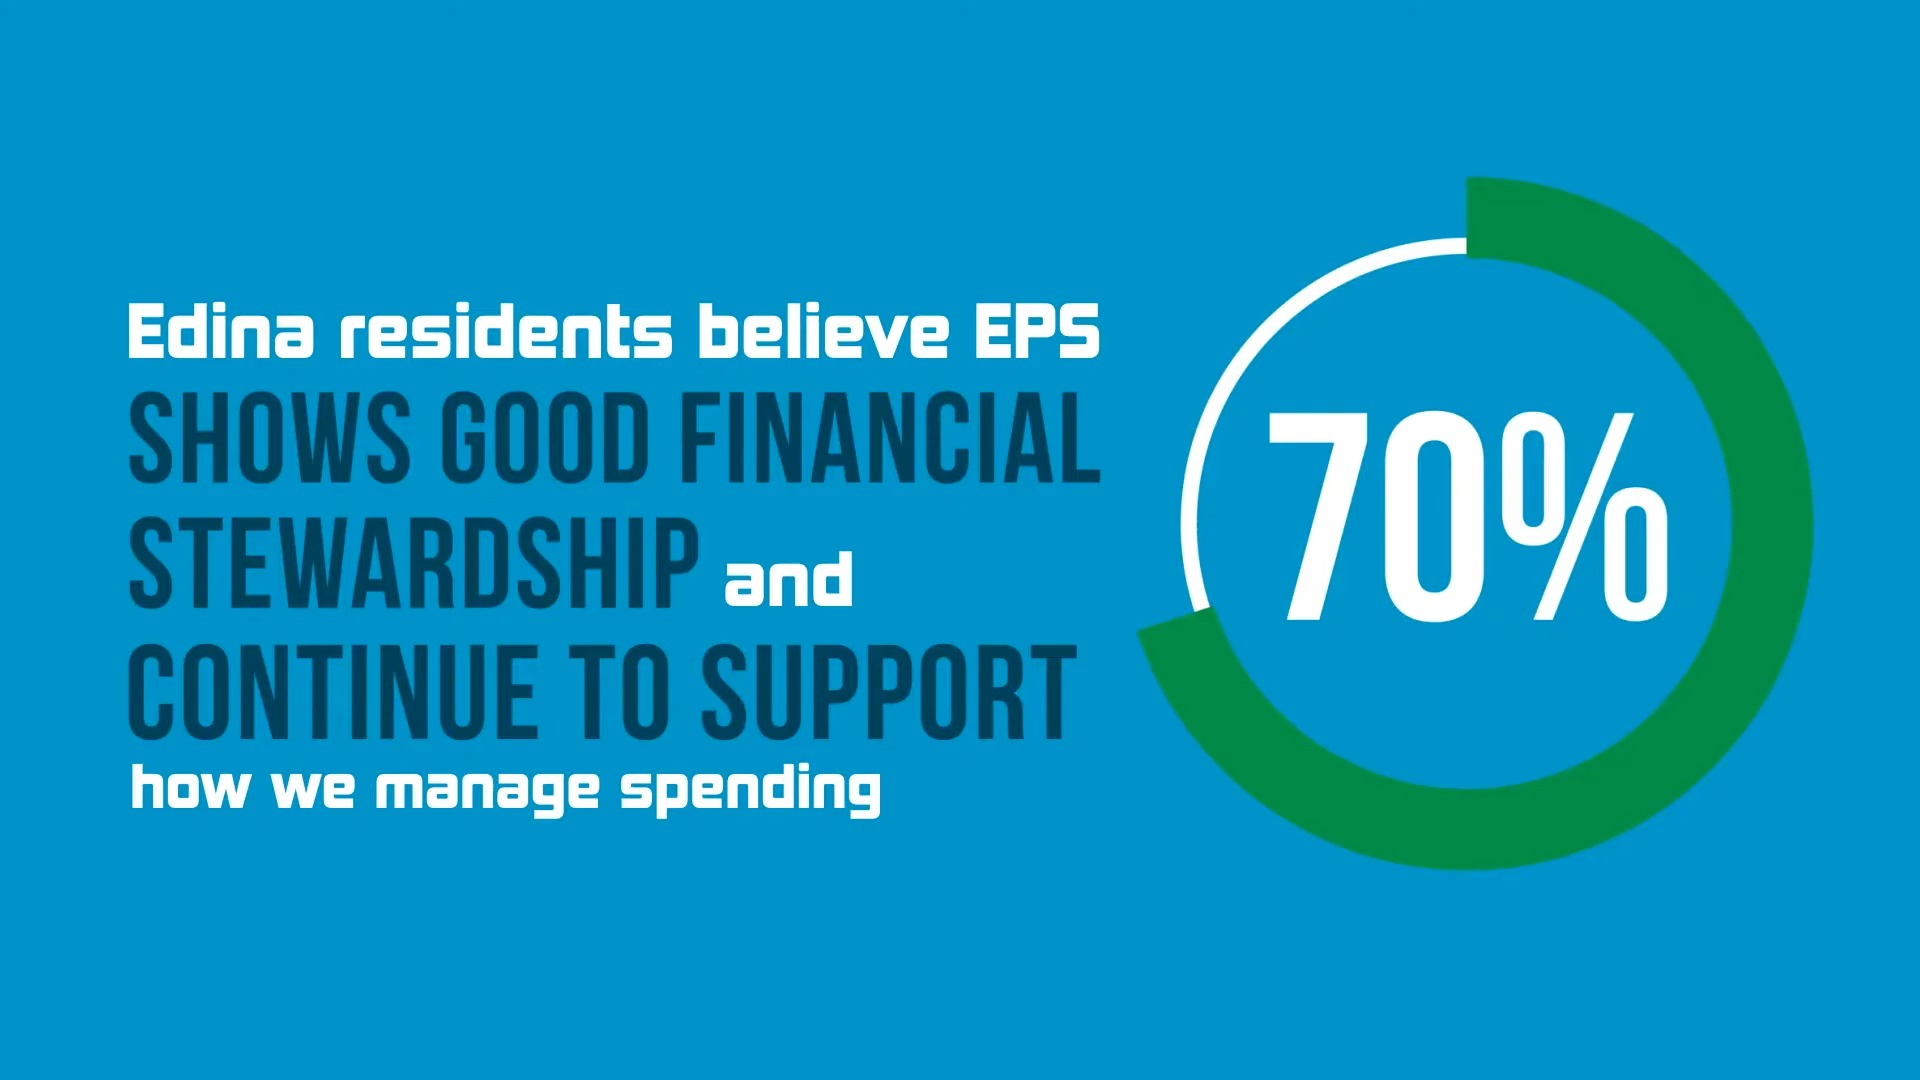 Edina residents believe EPS
SHOWS GOOD FINANCIAL
STEWARDSHIP and
CONTINUE TO SUPPORT
how we manage spending
70%